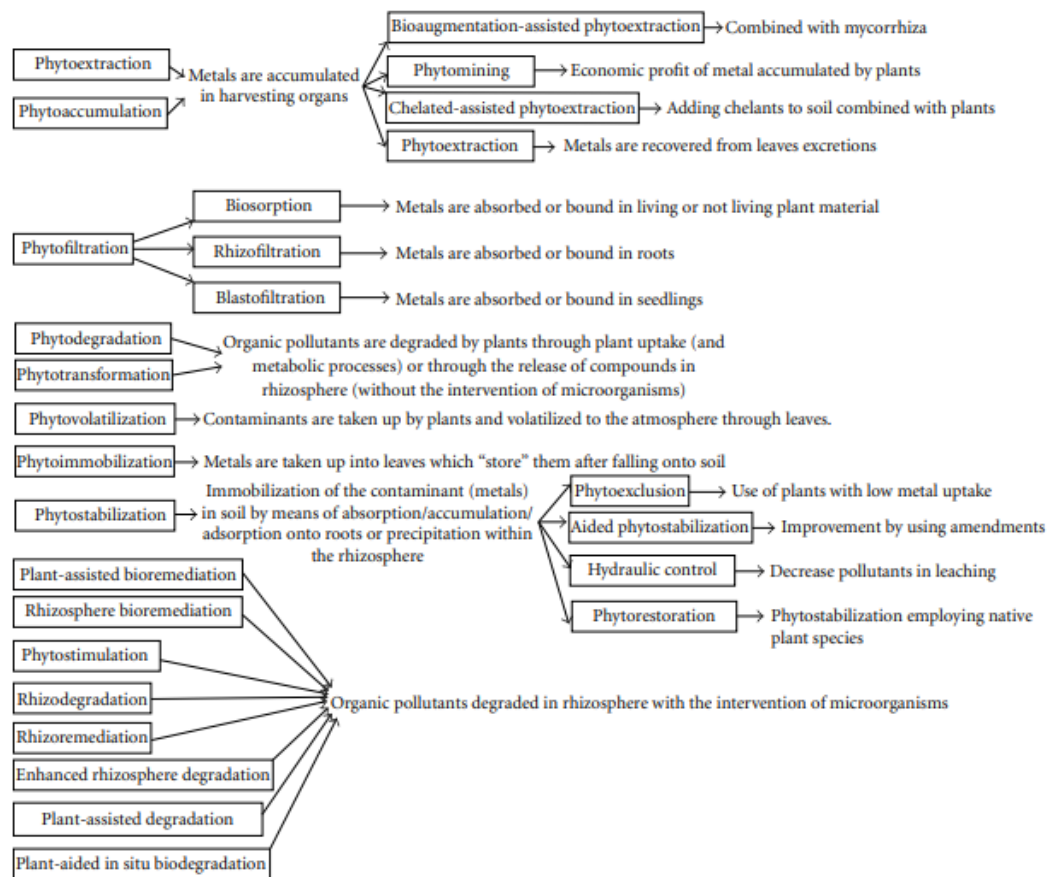 Phytoextraction
Phytoaccumulation
Metals are accumulated
in harvesting organs
Bioaugmentation-assisted phytoextraction
Combined with mycorrhiza
Phytomining
Economic profit of metal accumulated by plants
Chelated-assisted phytoextraction
Adding chelants to soil combined with plants
Phytoextraction
Metals are recovered from leaves excretions
Phytofiltration
Biosorption
Metals are absorbed or bound in living or not living plant material
Rhizofiltration
Metals are absorbed or bound in roots
Blastofiltration
Metals are absorbed or bound in seedlings
Phytodegradation
Phytotransformation
Organic pollutants are degraded by plants through plant uptake (and
metabolic processes) or through the release of compounds in
rhizosphere (without the intervention of microorganisms)
Phytovolatilization
Contaminants are taken up by plants and volatilized to the atmosphere through leaves.
Phytoimmobilization
Metals are taken up into leaves which “store” them after falling onto soil
Phytostabilization
Immobilization of the contaminant (metals)
in soil by means of absorption/accumulation/
adsorption onto roots or precipitation within
the rhizosphere
Phytoexclusion
Use of plants with low metal uptake
Aided phytostabilization
Improvement by using amendments
Hydraulic control
Decrease pollutants in leaching
Phytorestoration
Phytostabilization employing native
plant species
Plant-assisted bioremediation
Rhizosphere bioremediation
Phytostimulation
Rhizodegradation
Rhizoremediation
Enhanced rhizosphere degradation
Plant-assisted degradation
Plant-aided in situ biodegradation
Organic pollutants degraded in rhizosphere with the intervention of microorganisms